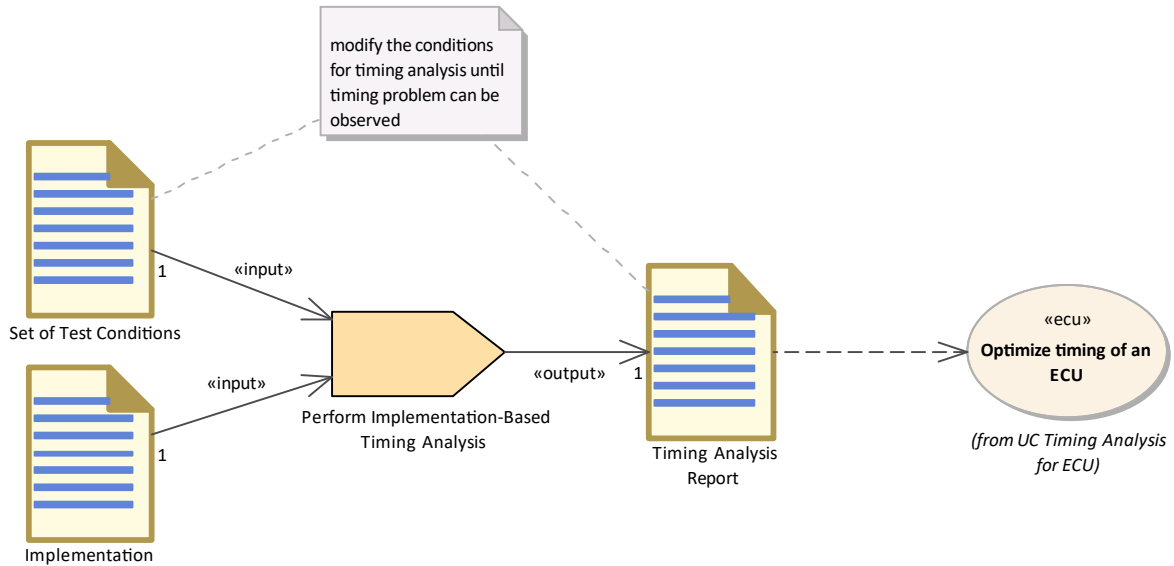 modify the conditions
for timing analysis until
timing problem can be
observed
1
«input»
Set of Test Conditions
«input»
1
Implementation
Perform Implementation-Based
Timing Analysis
«output»
1
Timing Analysis
Report
«ecu»
Optimize timing of an
ECU
(from UC Timing Analysis
for ECU)